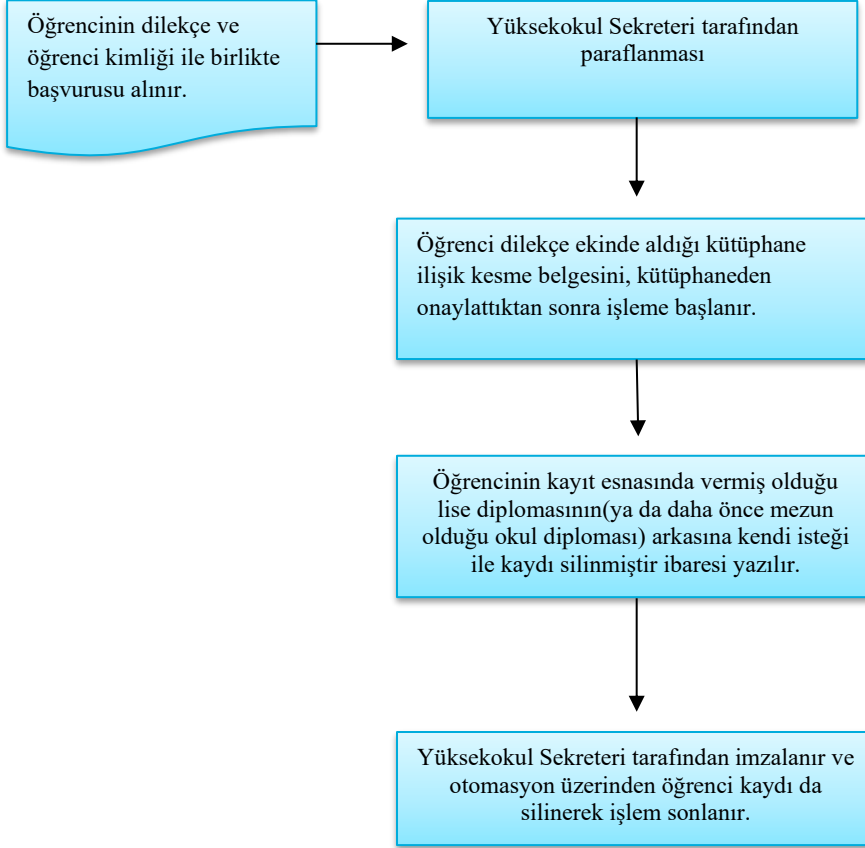 Öğrencinin dilekçe ve
öğrenci kimliği ile birlikte
başvurusu alınır.
Yüksekokul Sekreteri tarafından
paraflanması
Öğrenci dilekçe ekinde aldığı kütüphane
ilişik kesme belgesini, kütüphaneden
onaylattıktan sonra işleme başlanır.
Öğrencinin kayıt esnasında vermiş olduğu
lise diplomasının(ya da daha önce mezun
olduğu okul diploması) arkasına kendi isteği
ile kaydı silinmiştir ibaresi yazılır.
Yüksekokul Sekreteri tarafından imzalanır ve
otomasyon üzerinden öğrenci kaydı da
silinerek işlem sonlanır.